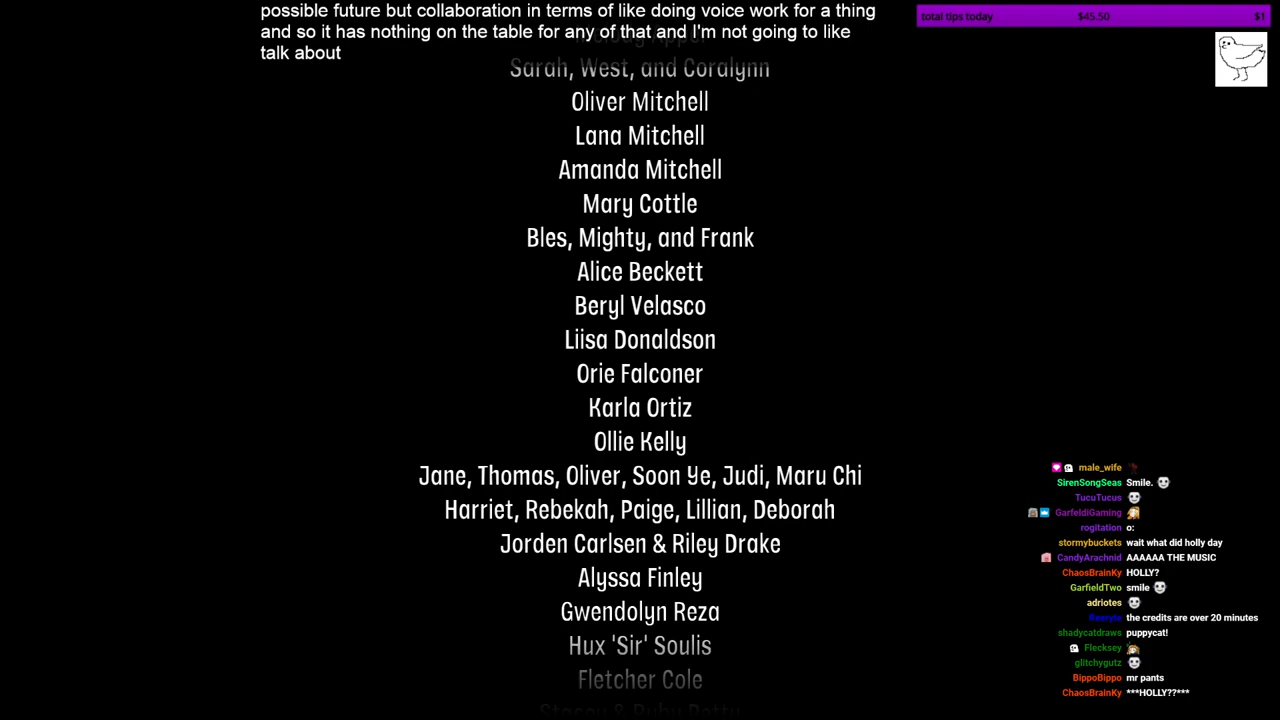 possible future but collaboration in terms of like doing voice work for a thing
and so it has nothing on the table for any of that and I'm not going to like
talk about
total tips today $45.50 $1
Sarah, West, and Coralynn
Oliver Mitchell
Lana Mitchell
Amanda Mitchell
Mary Cottle
Bles, Mighty, and Frank
Alice Beckett
Beryl Velasco
Liisa Donaldson
Orie Falconer
Karla Ortiz
Ollie Kelly
Jane, Thomas, Oliver, Soon Ye, Judi, Maru Chi
Harriet, Rebekah, Paige, Lillian, Deborah
Jorden Carlsen & Riley Drake
Alyssa Finley
Gwendolyn Reza
Hux 'Sir' Soulis
Fletcher Cole
male_wife
SirenSongSeas Smile.
TucuTucus
GarfeldiGaming
rogitation o:
stormybuckets wait what did holly day
CandyArachnid AAAAAA THE MUSIC
ChaosBrainKy HOLLY?
GarfieldTwo smile
adriotes
the credits are over 20 minutes
shadycatdraws puppycat!
Flecksey
glitchygutz
BippoBippo mr pants
ChaosBrainKy ***HOLLY??***